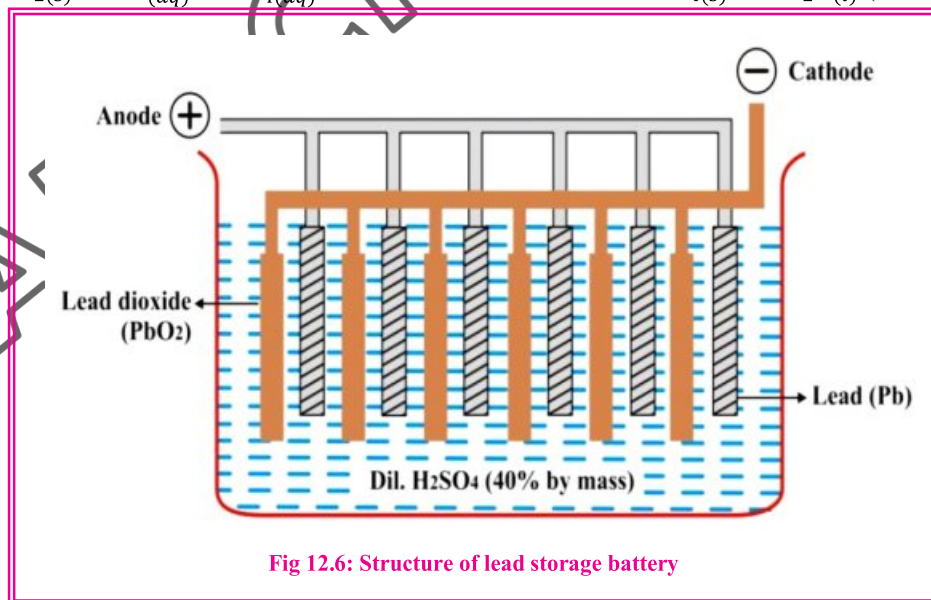 Anode +
− Cathode
Lead dioxide
(PbO2)
Lead (Pb)
Dil. H2SO4 (40% by mass)
Fig 12.6: Structure of lead storage battery